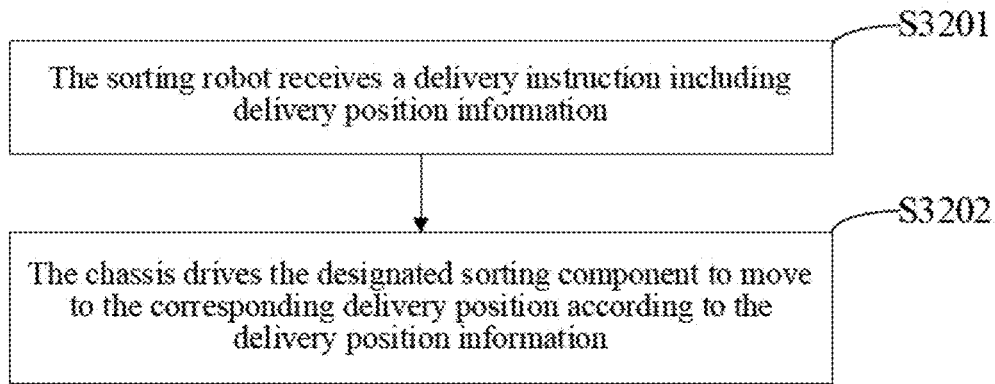 S3201
The sorting robot receives a delivery instruction including
delivery position information
S3202
The chassis drives the designated sorting component to move
to the corresponding delivery position according to the
delivery position information